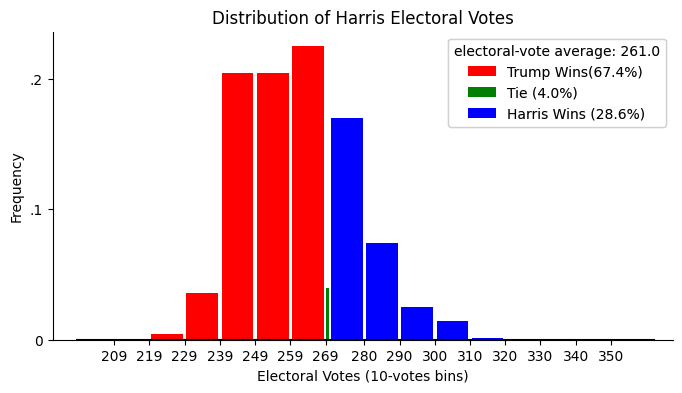 Distribution of Harris Electoral Votes
electoral-vote average: 261.0
Trump Wins(67.4%)
Tie (4.0%)
Harris Wins (28.6%)
Frequency
.2
.1
0
209 219 229 239 249 259 269 280 290 300 310 320 330 340 350
Electoral Votes (10-votes bins)